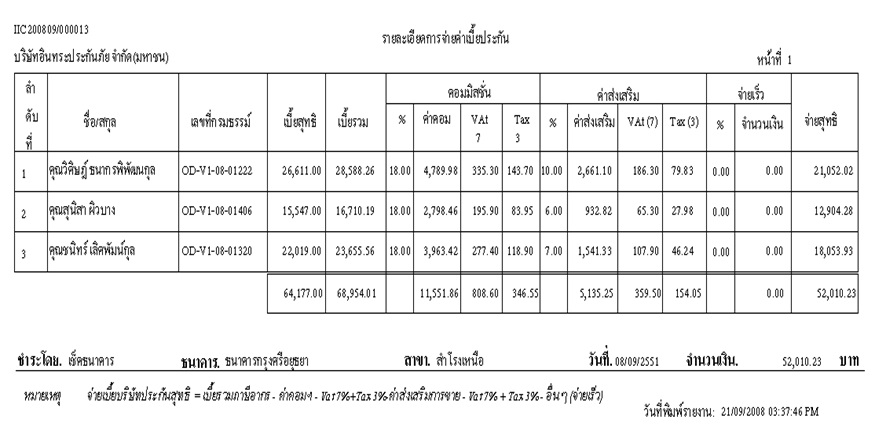 IIC200809/000013
รายละเอียดการจ่ายค่าเบี้ยประกัน
บริษัทอินทระประกันภัย จำกัด(มหาชน)
หน้าที่ 1
ลำดับที่ ชื่อ/สกุล เลขที่กรมธรรม์ เบี้ยสุทธิ เบี้ยรวม คอมมิสชั่น ค่าส่งเสริม จ่ายเร็ว จ่ายสุทธิ
% ค่าคอม VAt 7 Tax 3 % ค่าส่งเสริม VAt (7) Tax (3) % จำนวนเงิน
1 OD-V1-08-01222 26,611.00 28,588.26 18.00 4,789.98 335.30 143.70 10.00 2,661.10 186.30 79.83 0.00 0.00 21,052.02
2 คุณสุนิสา ผิวบาง OD-V1-08-01406 15,547.00 16,710.19 18.00 2,798.46 195.90 83.95 6.00 932.82 65.30 27.98 0.00 0.00 12,904.28
3 คุณชนินทร์ เลิศพัฒน์กุล OD-V1-08-01320 22,019.00 23,655.56 18.00 3,963.42 277.40 118.90 7.00 1,541.33 107.90 46.24 0.00 0.00 18,053.93
64,177.00 68,954.01 11,551.86 808.60 346.55 5,135.25 359.50 154.05 0.00 52,010.23
ชำระโดย. เช็คธนาคาร ธนาคาร. ธนาคารกรุงศรีอยุธยา สาขา. สำโรงเหนือ วันที่. 08/09/2551 จำนวนเงิน. 52,010.23 บาท
หมายเหตุ จ่ายเบี้ยบริษัทประกันสุทธิ = เบี้ยรวมภาษีอากร - ค่าคอมฯ - Vat 7%+Tax 3%-ค่าส่งเสริมการขาย - Vat 7% + Tax 3% - อื่นๆ (จ่ายเร็ว)
วันที่พิมพ์รายงาน: 21/09/2008 03:37:46 PM